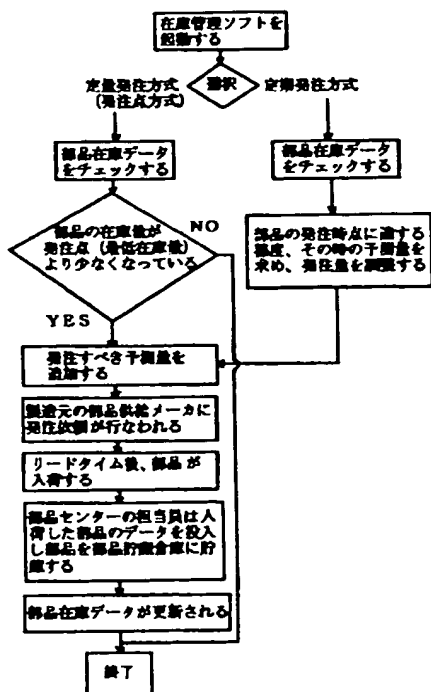 在庫管理ソフトを
起動する
選択
定量発注方式
(発注点方式)
定期発注方式
部品在庫データ
をチェックする
部品在庫データ
をチェックする
部品の在庫量が
発注点(最低在庫量)
より少なくなっている
NO
YES
部品の発注時点に達する
都度、その時の予測量を
求め、発注量を調整する
発注すべき予測量を
追加する
製造元の部品供給メーカに
発注依頼が行なわれる
リードタイム後、部品が
入荷する
部品センターの担当員は入
荷した部品のデータを投入
し部品を部品貯蔵倉庫に貯
蔵する
部品在庫データが更新される
終了